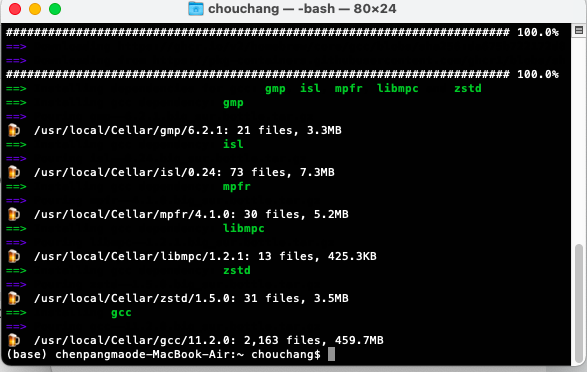 chouchang — -bash — 80×24
######################################################################## 100.0%
==>
==>
######################################################################## 100.0%
==> gmp isl mpfr libmpc zstd
==> gmp
==>
🍺 /usr/local/Cellar/gmp/6.2.1: 21 files, 3.3MB
==> isl
==>
🍺 /usr/local/Cellar/isl/0.24: 73 files, 7.3MB
==> mpfr
==>
🍺 /usr/local/Cellar/mpfr/4.1.0: 30 files, 5.2MB
==> libmpc
==>
🍺 /usr/local/Cellar/libmpc/1.2.1: 13 files, 425.3KB
==> zstd
==>
🍺 /usr/local/Cellar/zstd/1.5.0: 31 files, 3.5MB
==> gcc
==>
🍺 /usr/local/Cellar/gcc/11.2.0: 2,163 files, 459.7MB
(base) chenpangmaode-MacBook-Air:~ chouchang$